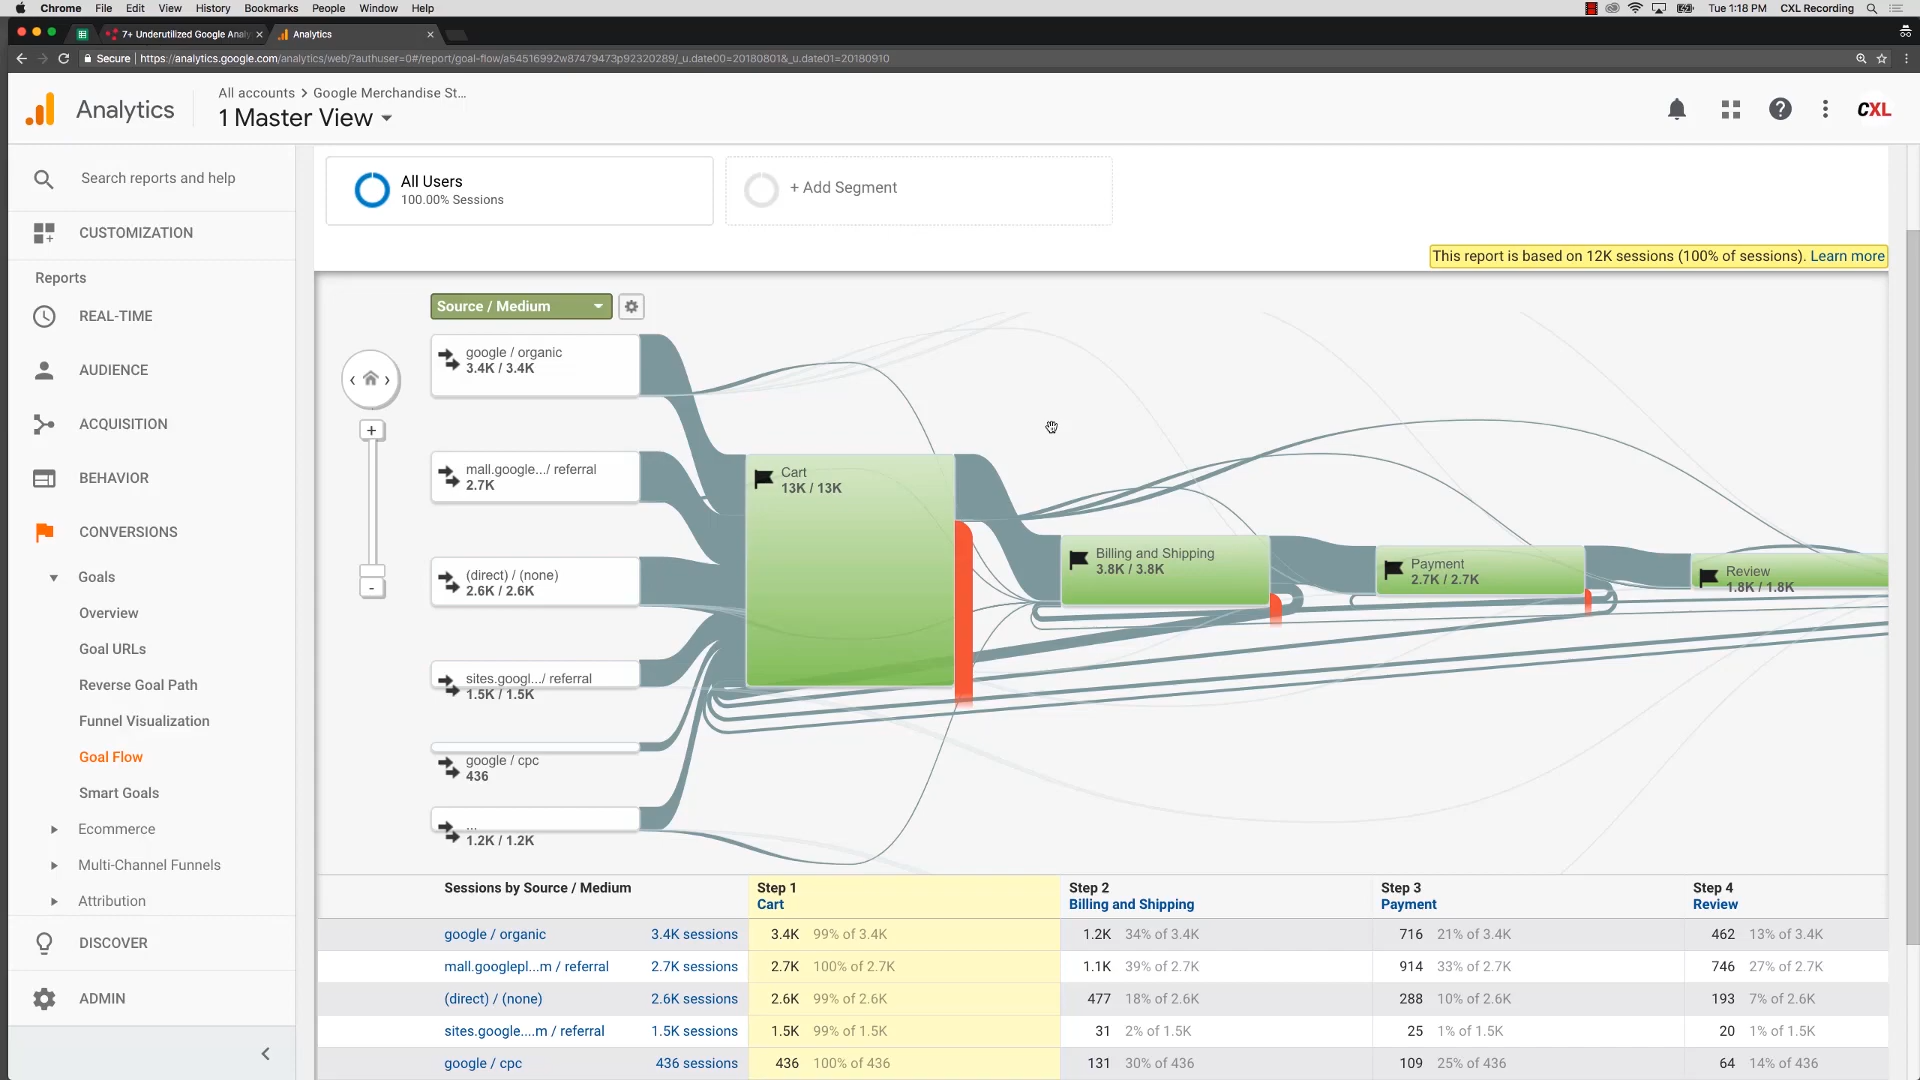 Chrome File Edit View History Bookmarks People Window Help Tue 1:18 PM CXL Recording
7+ Underutilized Google Analy Analytics
Secure https://analytics.google.com/analytics/web/?authuser=0#/report/goal-flow/a54516992w87479473p92320289/_u.date00=20180801&_u.date01=20180910
Analytics
All accounts > Google Merchandise St...
1 Master View
CXL
Search reports and help
CUSTOMIZATION
Reports
REAL-TIME
AUDIENCE
ACQUISITION
BEHAVIOR
CONVERSIONS
Goals
Overview
Goal URLs
Reverse Goal Path
Funnel Visualization
Goal Flow
Smart Goals
Ecommerce
Multi-Channel Funnels
Attribution
DISCOVER
ADMIN
All Users
100.00% Sessions
+ Add Segment
This report is based on 12K sessions (100% of sessions). Learn more
Source / Medium
google / organic
3.4K / 3.4K
mall.google.../ referral
2.7K
(direct) / (none)
2.6K / 2.6K
sites.googl.../ referral
1.5K / 1.5K
google / cpc
436
...
1.2K / 1.2K
+
-
Cart
13K / 13K
Billing and Shipping
3.8K / 3.8K
Payment
2.7K / 2.7K
Review
1.8K / 1.8K
Sessions by Source / Medium Step 1 Step 2 Step 3 Step 4
Cart Billing and Shipping Payment Review
google / organic 3.4K sessions 3.4K 99% of 3.4K 1.2K 34% of 3.4K 716 21% of 3.4K 462 13% of 3.4K
mall.googlepl...m / referral 2.7K sessions 2.7K 100% of 2.7K 1.1K 39% of 2.7K 914 33% of 2.7K 746 27% of 2.7K
(direct) / (none) 2.6K sessions 2.6K 99% of 2.6K 477 18% of 2.6K 288 10% of 2.6K 193 7% of 2.6K
sites.google....m / referral 1.5K sessions 1.5K 99% of 1.5K 31 2% of 1.5K 25 1% of 1.5K 20 1% of 1.5K
google / cpc 436 sessions 436 100% of 436 131 30% of 436 109 25% of 436 64 14% of 436